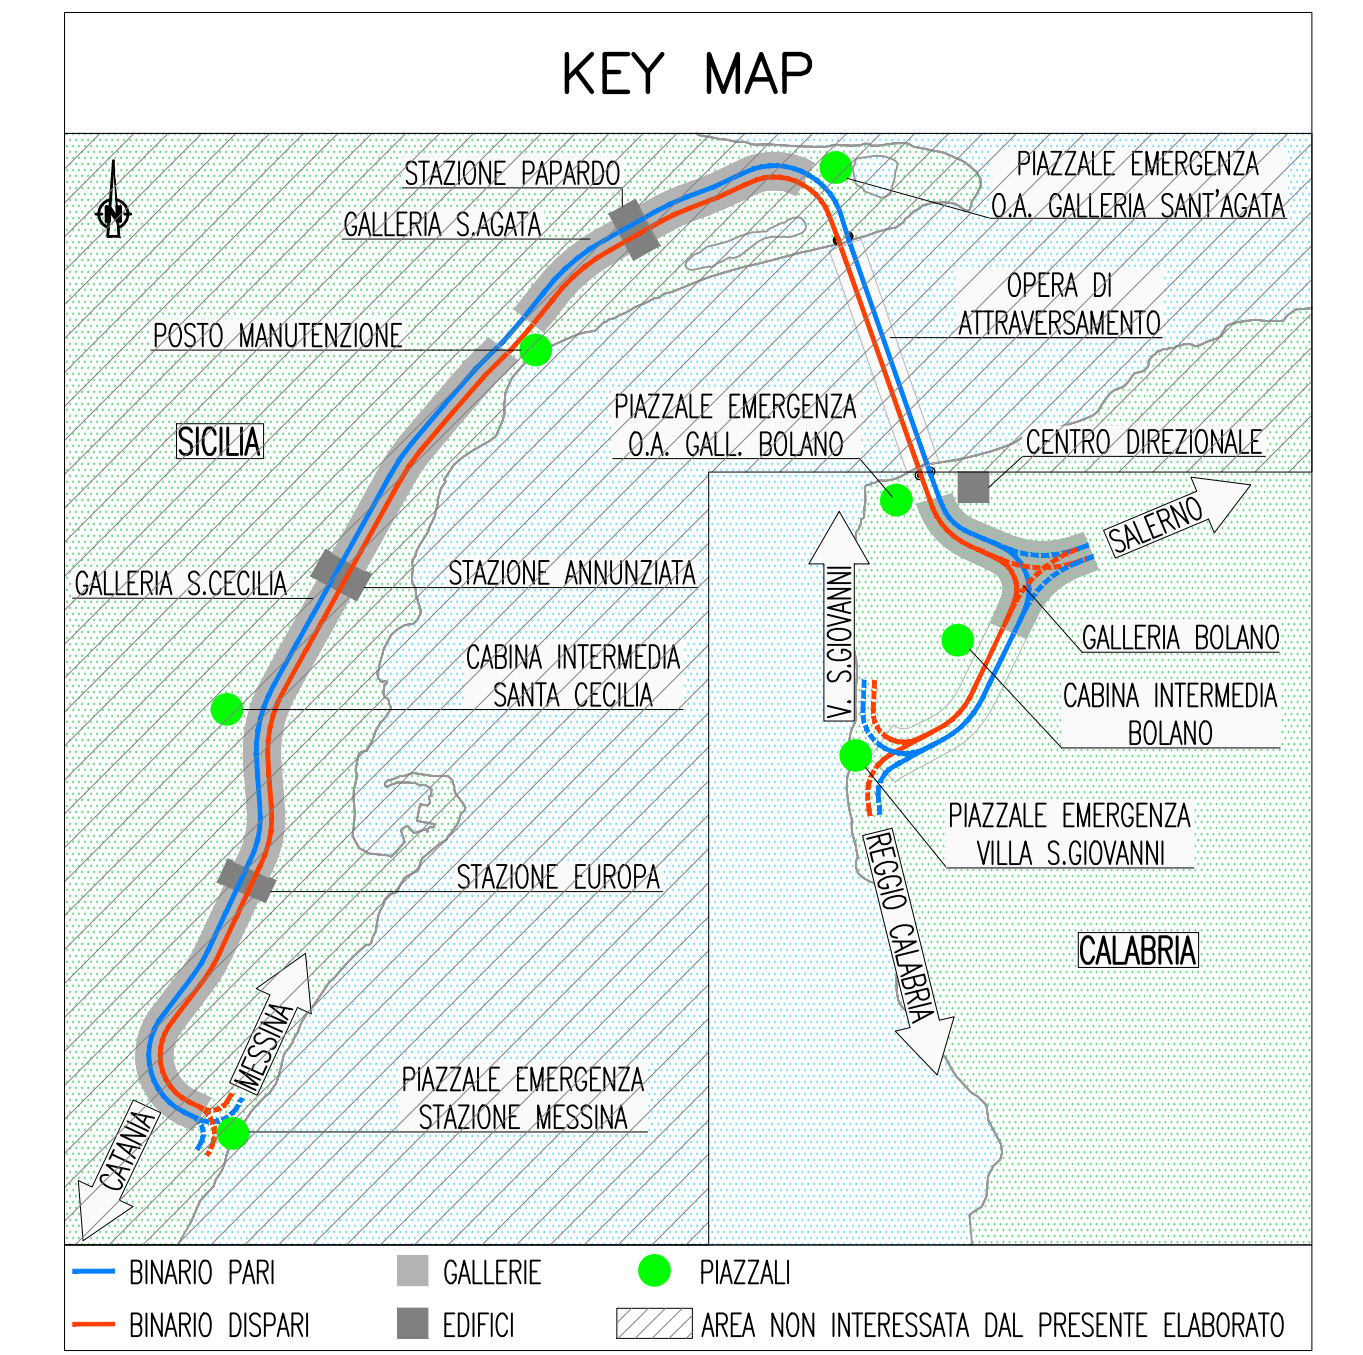 KEY MAP
N
STAZIONE PAPARDO
GALLERIA S.AGATA
PIAZZALE EMERGENZA
O.A. GALLERIA SANT'AGATA
OPERA DI
ATTRAVERSAMENTO
POSTO MANUTENZIONE
SICILIA
PIAZZALE EMERGENZA
O.A. GALL. BOLANO
CENTRO DIREZIONALE
SALERNO
GALLERIA S.CECILIA
STAZIONE ANNUNZIATA
V. S.GIOVANNI
GALLERIA BOLANO
CABINA INTERMEDIA
SANTA CECILIA
CABINA INTERMEDIA
BOLANO
PIAZZALE EMERGENZA
VILLA S.GIOVANNI
STAZIONE EUROPA
REGGIO CALABRIA
CALABRIA
MESSINA
PIAZZALE EMERGENZA
STAZIONE MESSINA
CATANIA
BINARIO PARI
GALLERIE
PIAZZALI
BINARIO DISPARI
EDIFICI
AREA NON INTERESSATA DAL PRESENTE ELABORATO